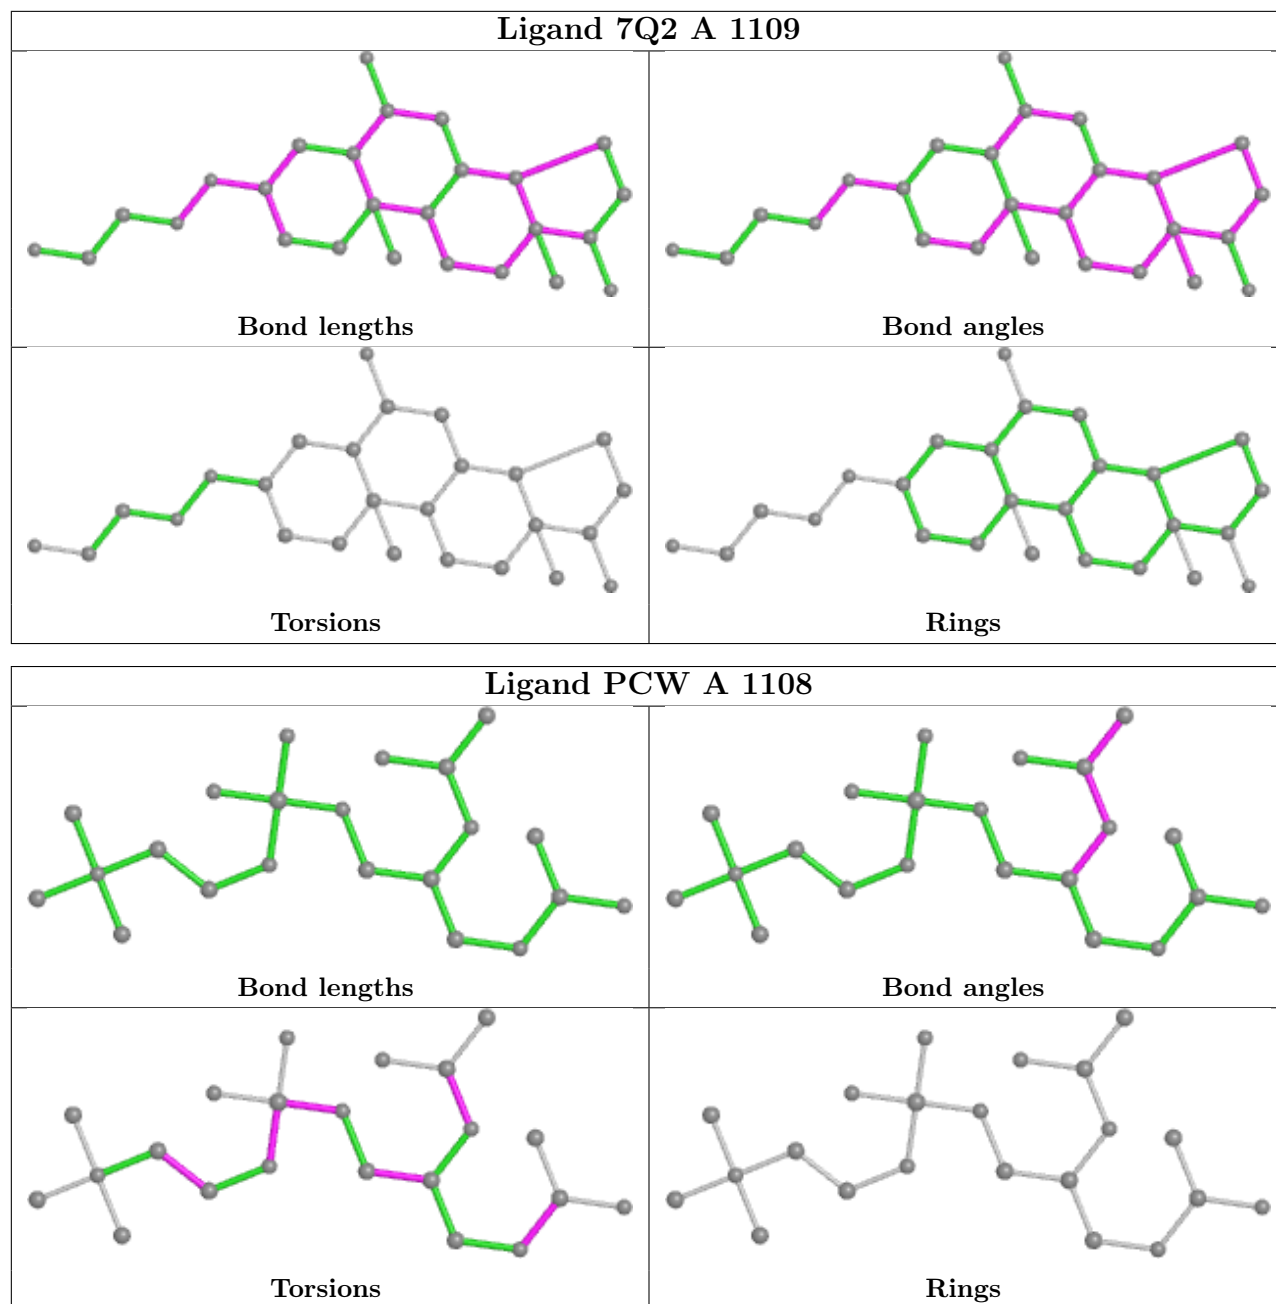 Ligand 7Q2 A 1109
Bond lengths
Bond angles
Torsions
Rings
Ligand PCW A 1108
Bond lengths
Bond angles
Torsions
Rings